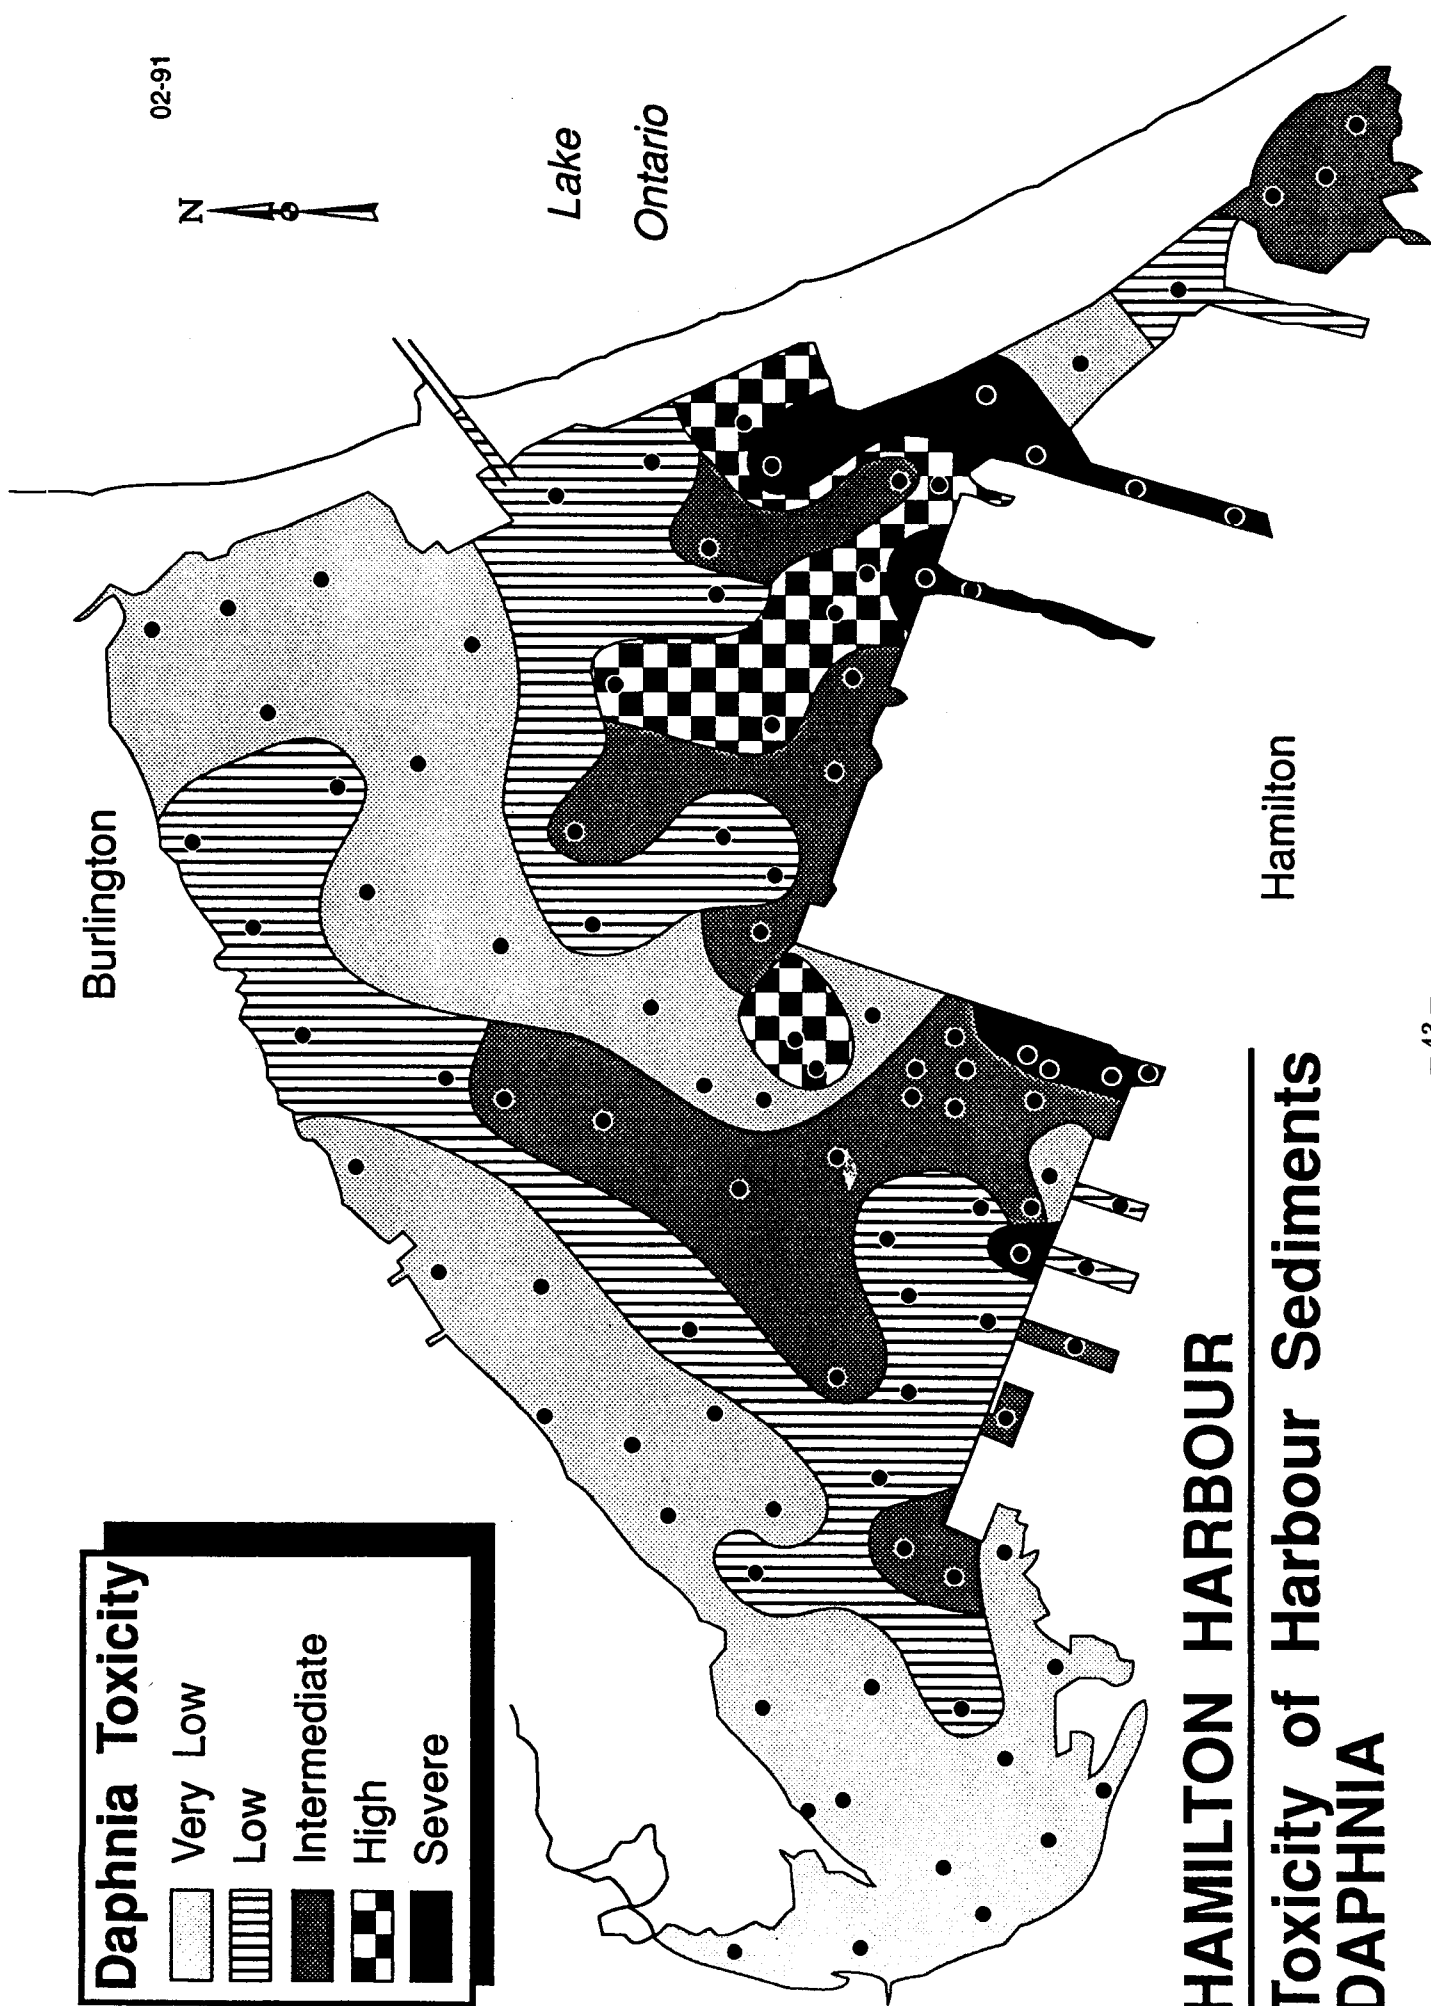 02-91
N
Lake
Ontario
Burlington
Hamilton
Daphnia Toxicity
Very Low
Low
Intermediate
High
Severe
HAMILTON HARBOUR
Toxicity of Harbour Sediments
DAPHNIA